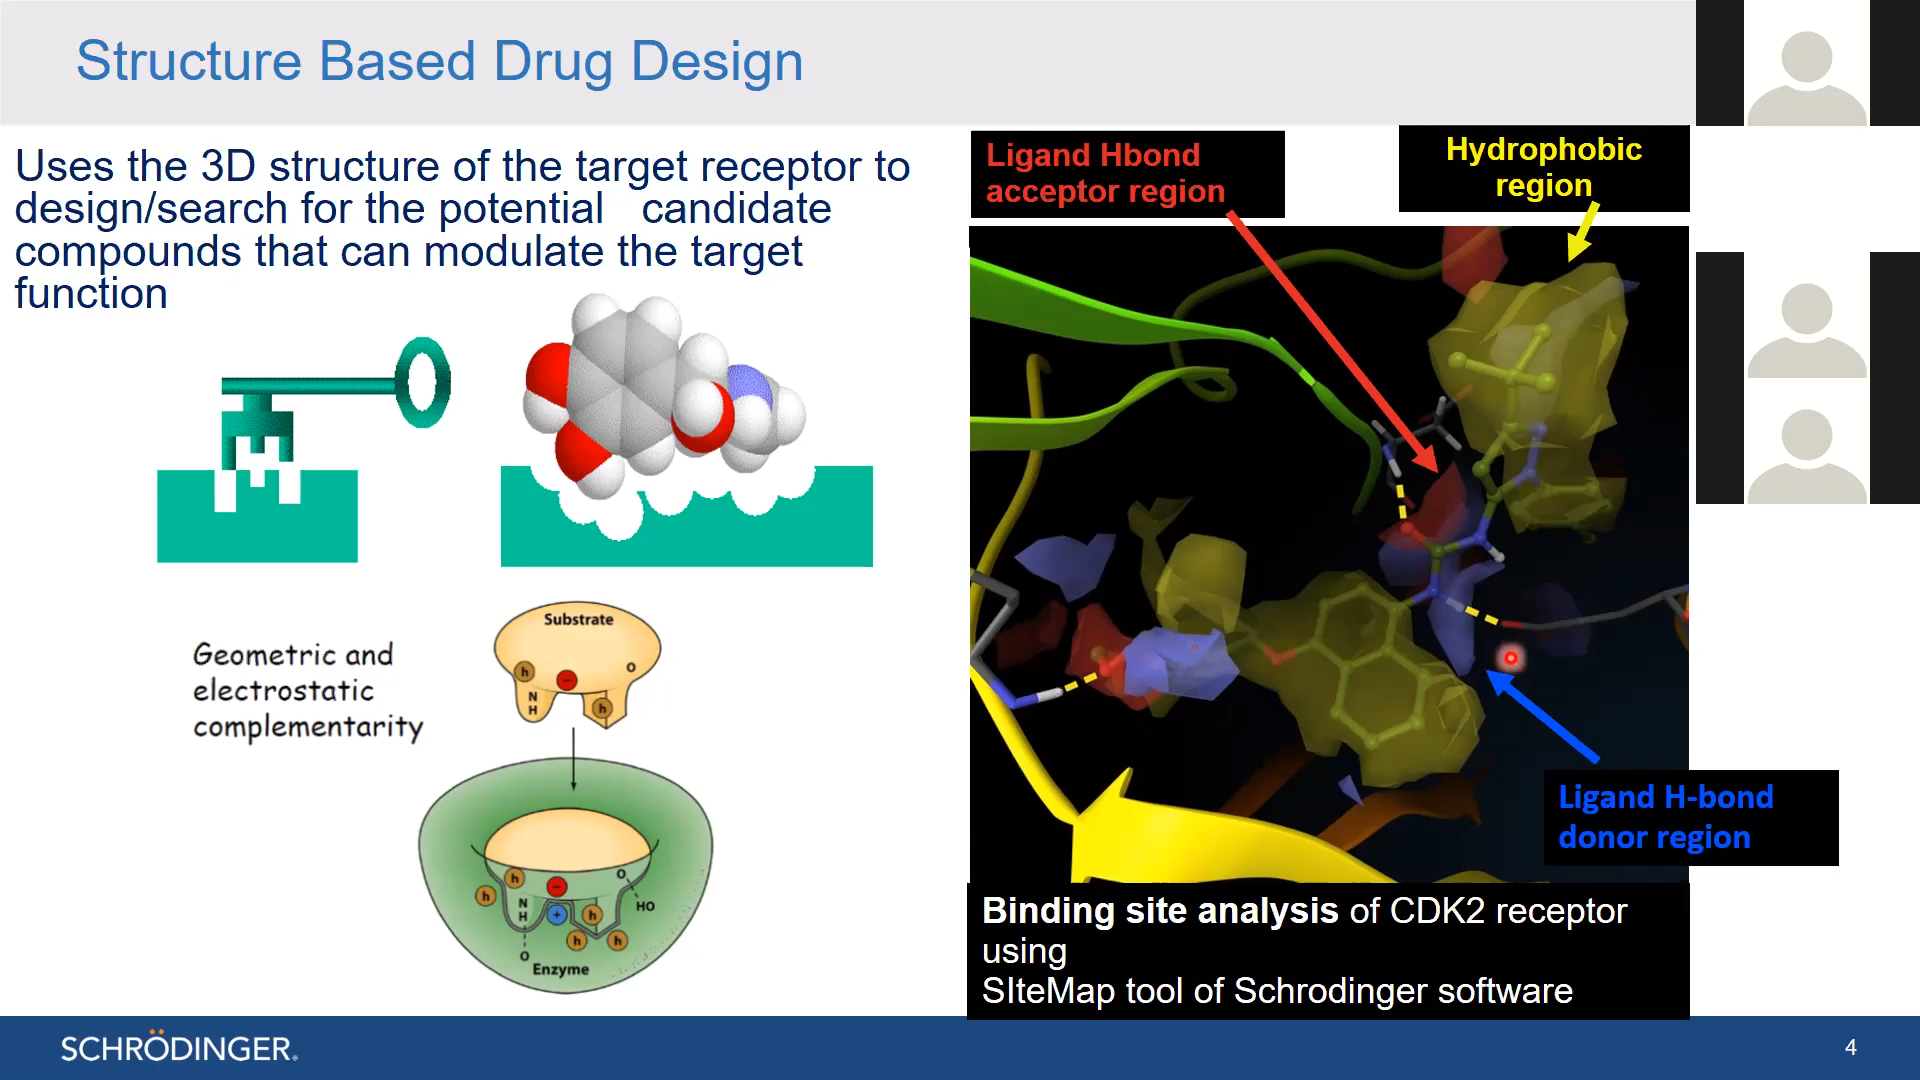 Structure Based Drug Design
Uses the 3D structure of the target receptor to
design/search for the potential candidate
compounds that can modulate the target
function
Ligand Hbond
acceptor region
Hydrophobic
region
Geometric and
electrostatic
complementarity
Substrate
h
−
O
N
H
h
h
h
−
O
N
H
+
h
HO
h
h
O
Enzyme
Ligand H-bond
donor region
Binding site analysis of CDK2 receptor
using
SIteMap tool of Schrodinger software
SCHRÖDINGER.
4